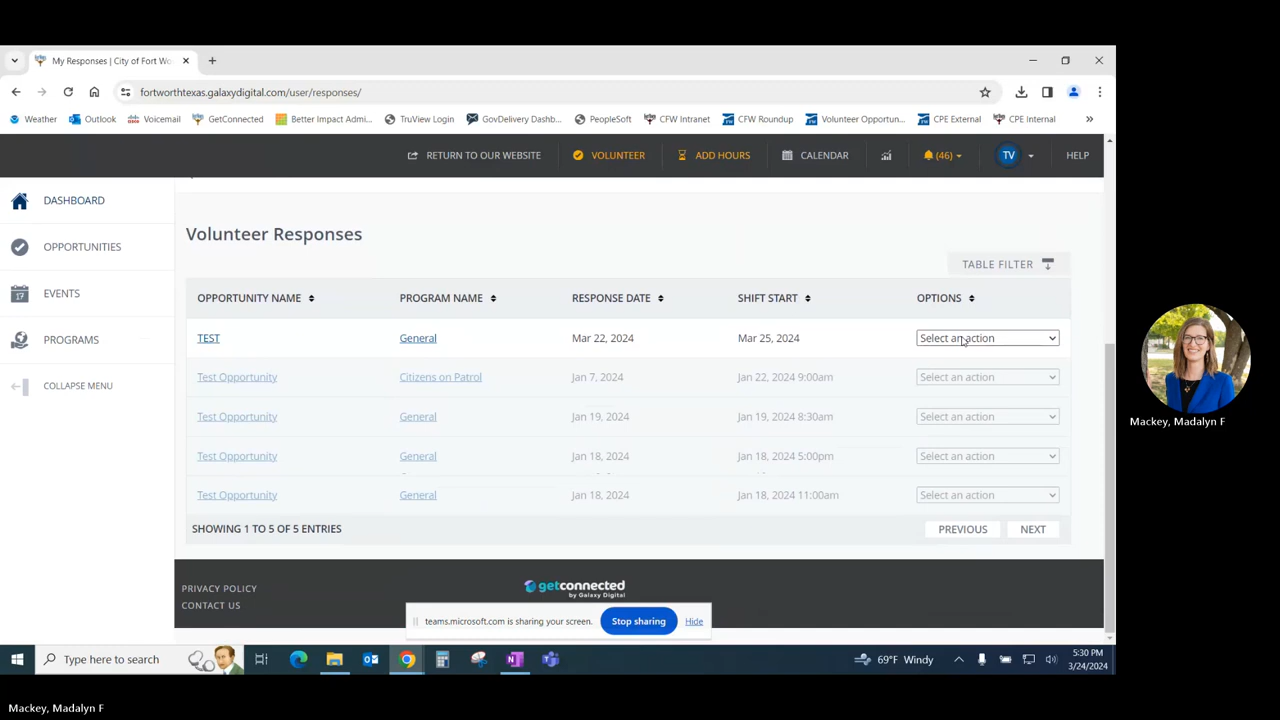 My Responses | City of Fort Wo
fortworthtexas.galaxydigital.com/user/responses/
Weather Outlook Voicemail GetConnected Better Impact Admi... TruView Login GovDelivery Dashb... PeopleSoft CFW Intranet CFW Roundup Volunteer Opportun... CPE External CPE Internal »
RETURN TO OUR WEBSITE VOLUNTEER ADD HOURS CALENDAR (46) TV HELP
DASHBOARD
OPPORTUNITIES
17 EVENTS
PROGRAMS
COLLAPSE MENU
Volunteer Responses
TABLE FILTER
OPPORTUNITY NAME PROGRAM NAME RESPONSE DATE SHIFT START OPTIONS
TEST General Mar 22, 2024 Mar 25, 2024 Select an action
Test Opportunity Citizens on Patrol Jan 7, 2024 Jan 22, 2024 9:00am Select an action
Test Opportunity General Jan 19, 2024 Jan 19, 2024 8:30am Select an action
Test Opportunity General Jan 18, 2024 Jan 18, 2024 5:00pm Select an action
Test Opportunity General Jan 18, 2024 Jan 18, 2024 11:00am Select an action
SHOWING 1 TO 5 OF 5 ENTRIES PREVIOUS NEXT
PRIVACY POLICY
CONTACT US
getconnected
by Galaxy Digital
teams.microsoft.com is sharing your screen. Stop sharing Hide
Type here to search
69°F Windy
5:30 PM
3/24/2024
Mackey, Madalyn F
Mackey, Madalyn F